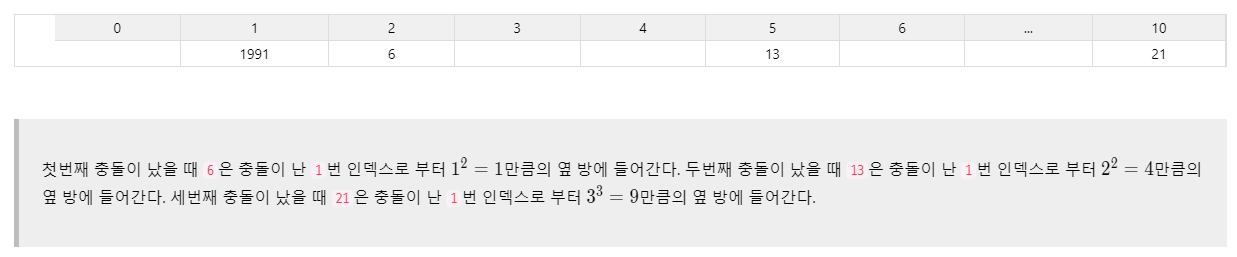 0 1 2 3 4 5 6 ... 10
1991 6 13 21
첫번째 충돌이 났을 때 6 은 충돌이 난 1 번 인덱스로 부터 1² = 1만큼의 옆 방에 들어간다. 두번째 충돌이 났을 때 13 은 충돌이 난 1 번 인덱스로 부터 2² = 4만큼의
옆 방에 들어간다. 세번째 충돌이 났을 때 21 은 충돌이 난 1 번 인덱스로 부터 3³ = 9만큼의 옆 방에 들어간다.